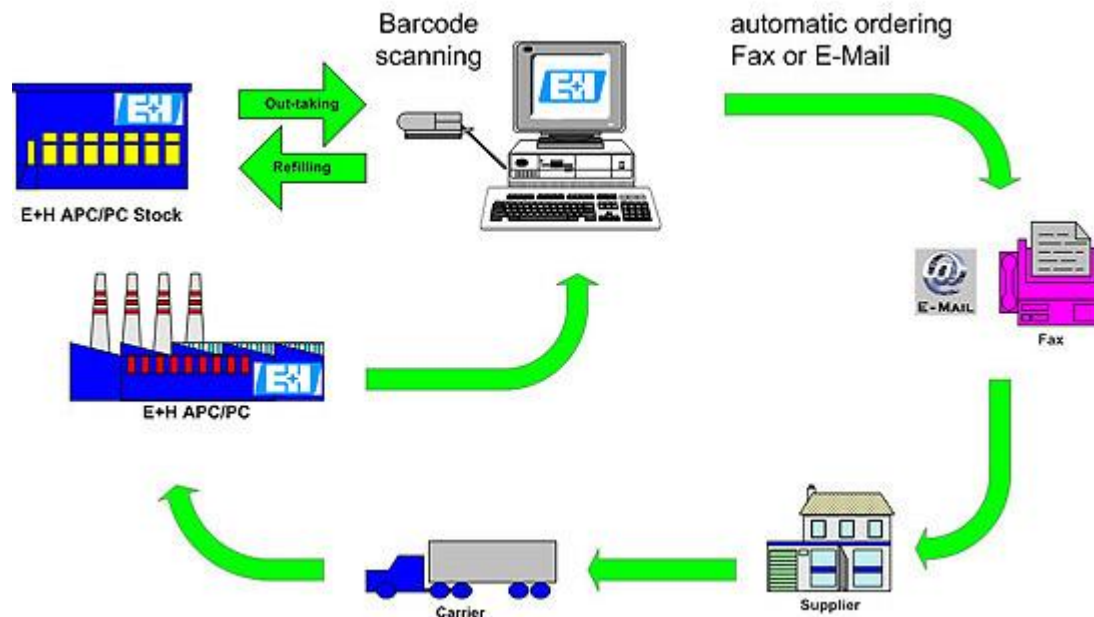 Barcode
scanning
automatic ordering
Fax or E-Mail
E+H
Out-taking
Refilling
E+H
E+H APC/PC Stock
@
E-MAIL
Fax
E+H
E+H APC/PC
Supplier
Carrier